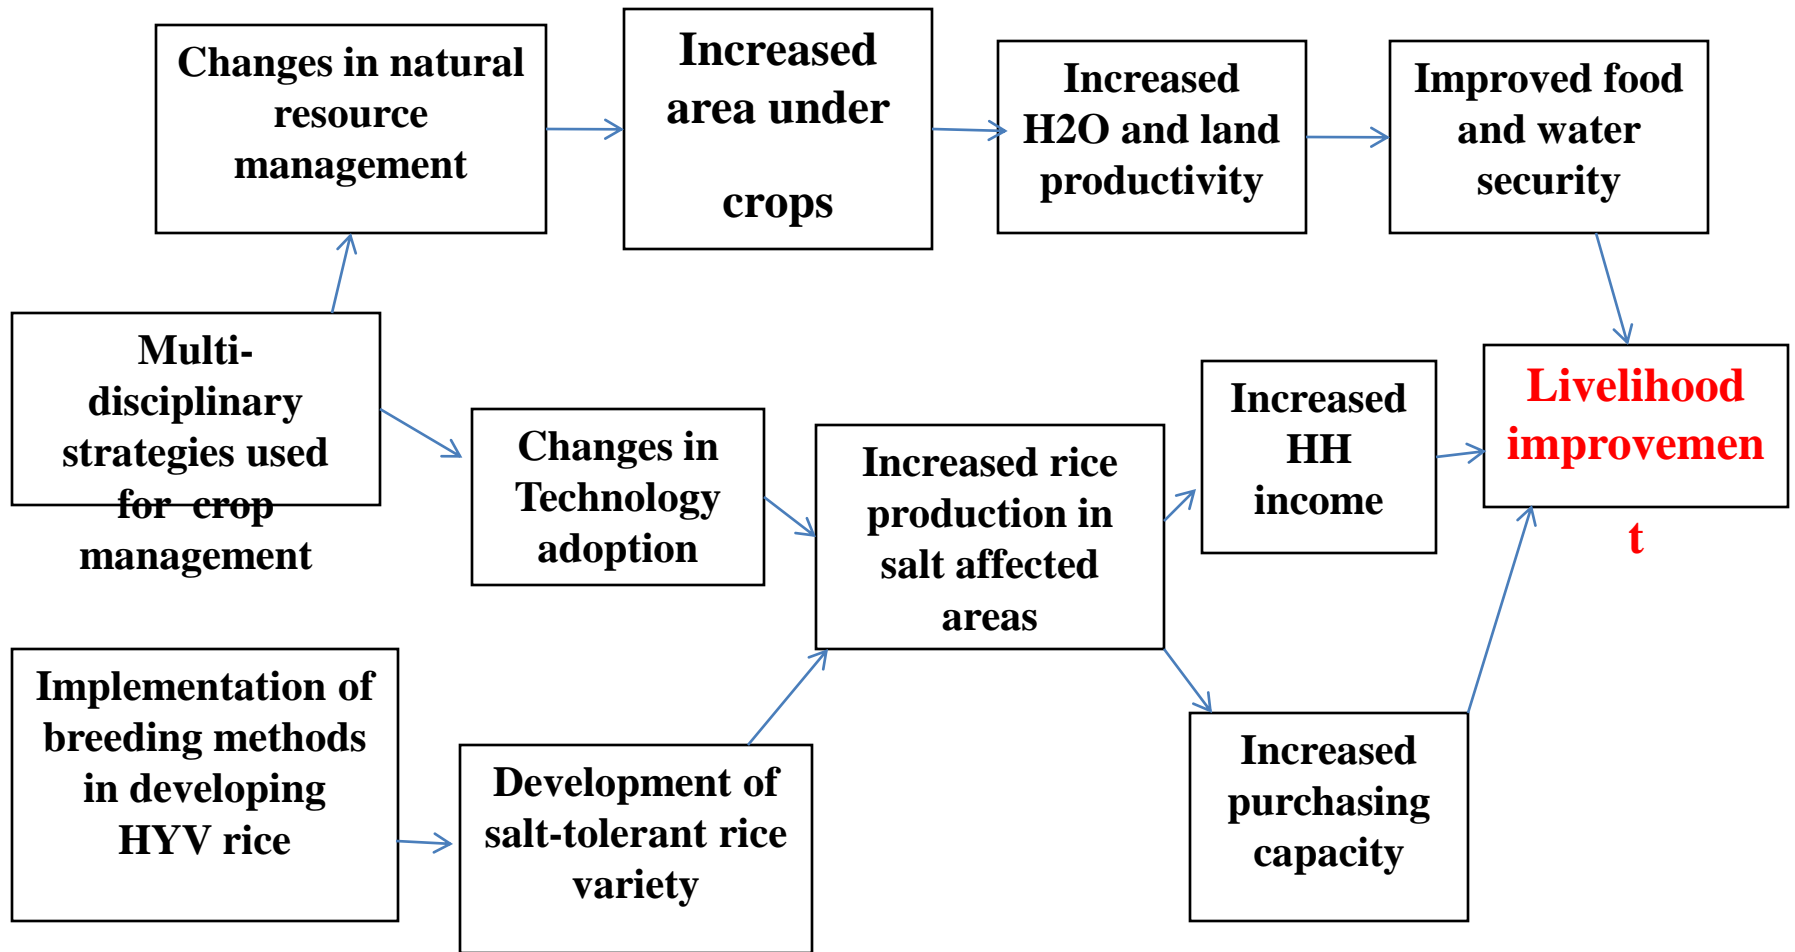 Changes in natural
resource
management
Increased
area under
crops
Increased
H2O and land
productivity
Improved food
and water
security
Multi-
disciplinary
strategies used
for crop
management
Changes in
Technology
adoption
Increased rice
production in
salt affected
areas
Increased
HH
income
Livelihood
improvemen
t
Implementation of
breeding methods
in developing
HYV rice
Development of
salt-tolerant rice
variety
Increased
purchasing
capacity